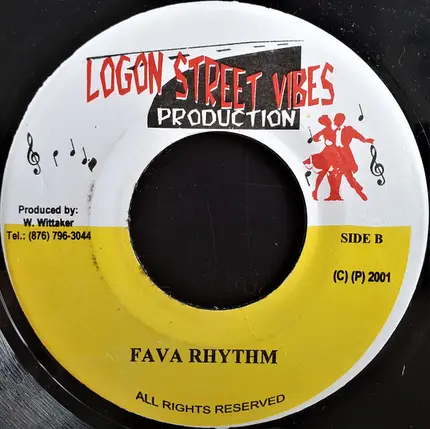 LOGON STREET VIBES
PRODUCTION
Produced by:
W. Wittaker
Tel.: (876) 796-3044
SIDE B
(C) (P) 2001
FAVA RHYTHM
ALL RIGHTS RESERVED